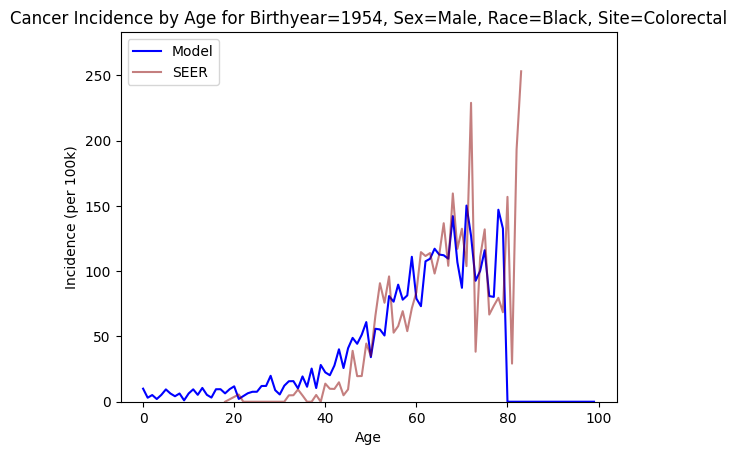 Cancer Incidence by Age for Birthyear=1954, Sex=Male, Race=Black, Site=Colorectal
Model
SEER
250
200
150
100
50
0
Incidence (per 100k)
0 20 40 60 80 100
Age